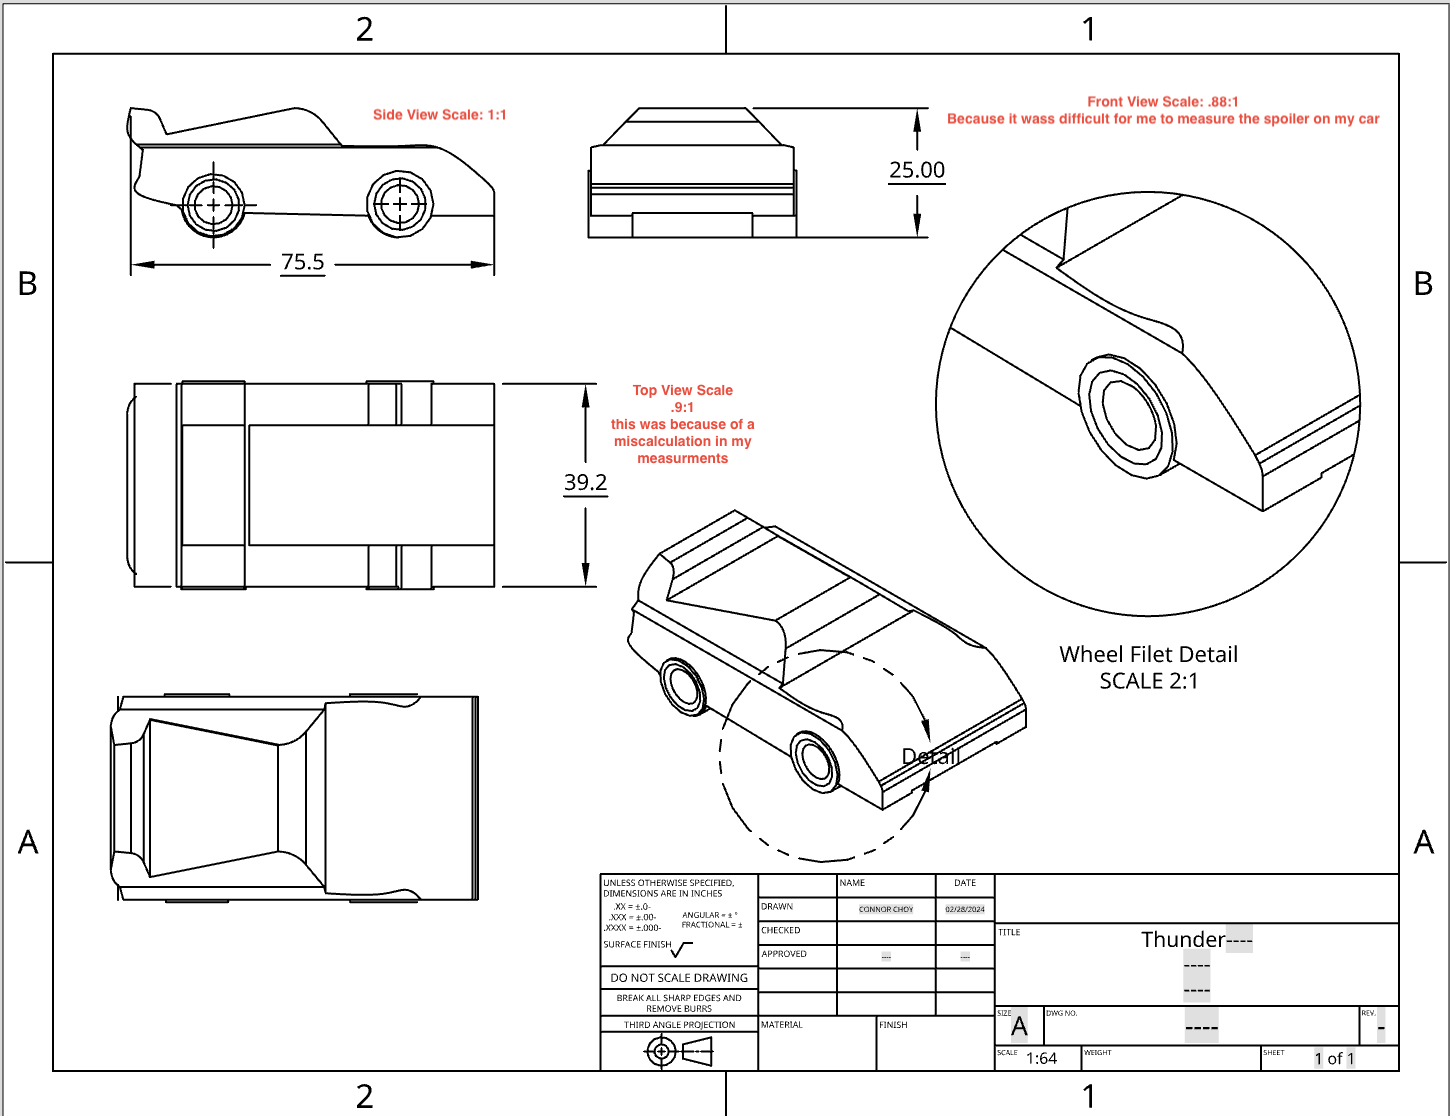 2
1
Side View Scale: 1:1
Front View Scale: .88:1
Because it wass difficult for me to measure the spoiler on my car
25.00
75.5
B
B
Top View Scale
.9:1
this was because of a
miscalculation in my
measurments
39.2
Wheel Filet Detail
SCALE 2:1
Detail
A
A
UNLESS OTHERWISE SPECIFIED,
DIMENSIONS ARE IN INCHES
.XX = ±.0-
.XXX = ±.00-
.XXXX = ±.000-
ANGULAR = ± °
FRACTIONAL = ±
SURFACE FINISH
DO NOT SCALE DRAWING
BREAK ALL SHARP EDGES AND
REMOVE BURRS
THIRD ANGLE PROJECTION
NAME
DATE
DRAWN
CONNOR CHOY
02/28/2024
CHECKED
APPROVED
----
----
MATERIAL
FINISH
TITLE
Thunder----
----
----
SIZE
A
DWG NO.
----
REV.
-
SCALE
1:64
WEIGHT
SHEET
1 of 1
2
1